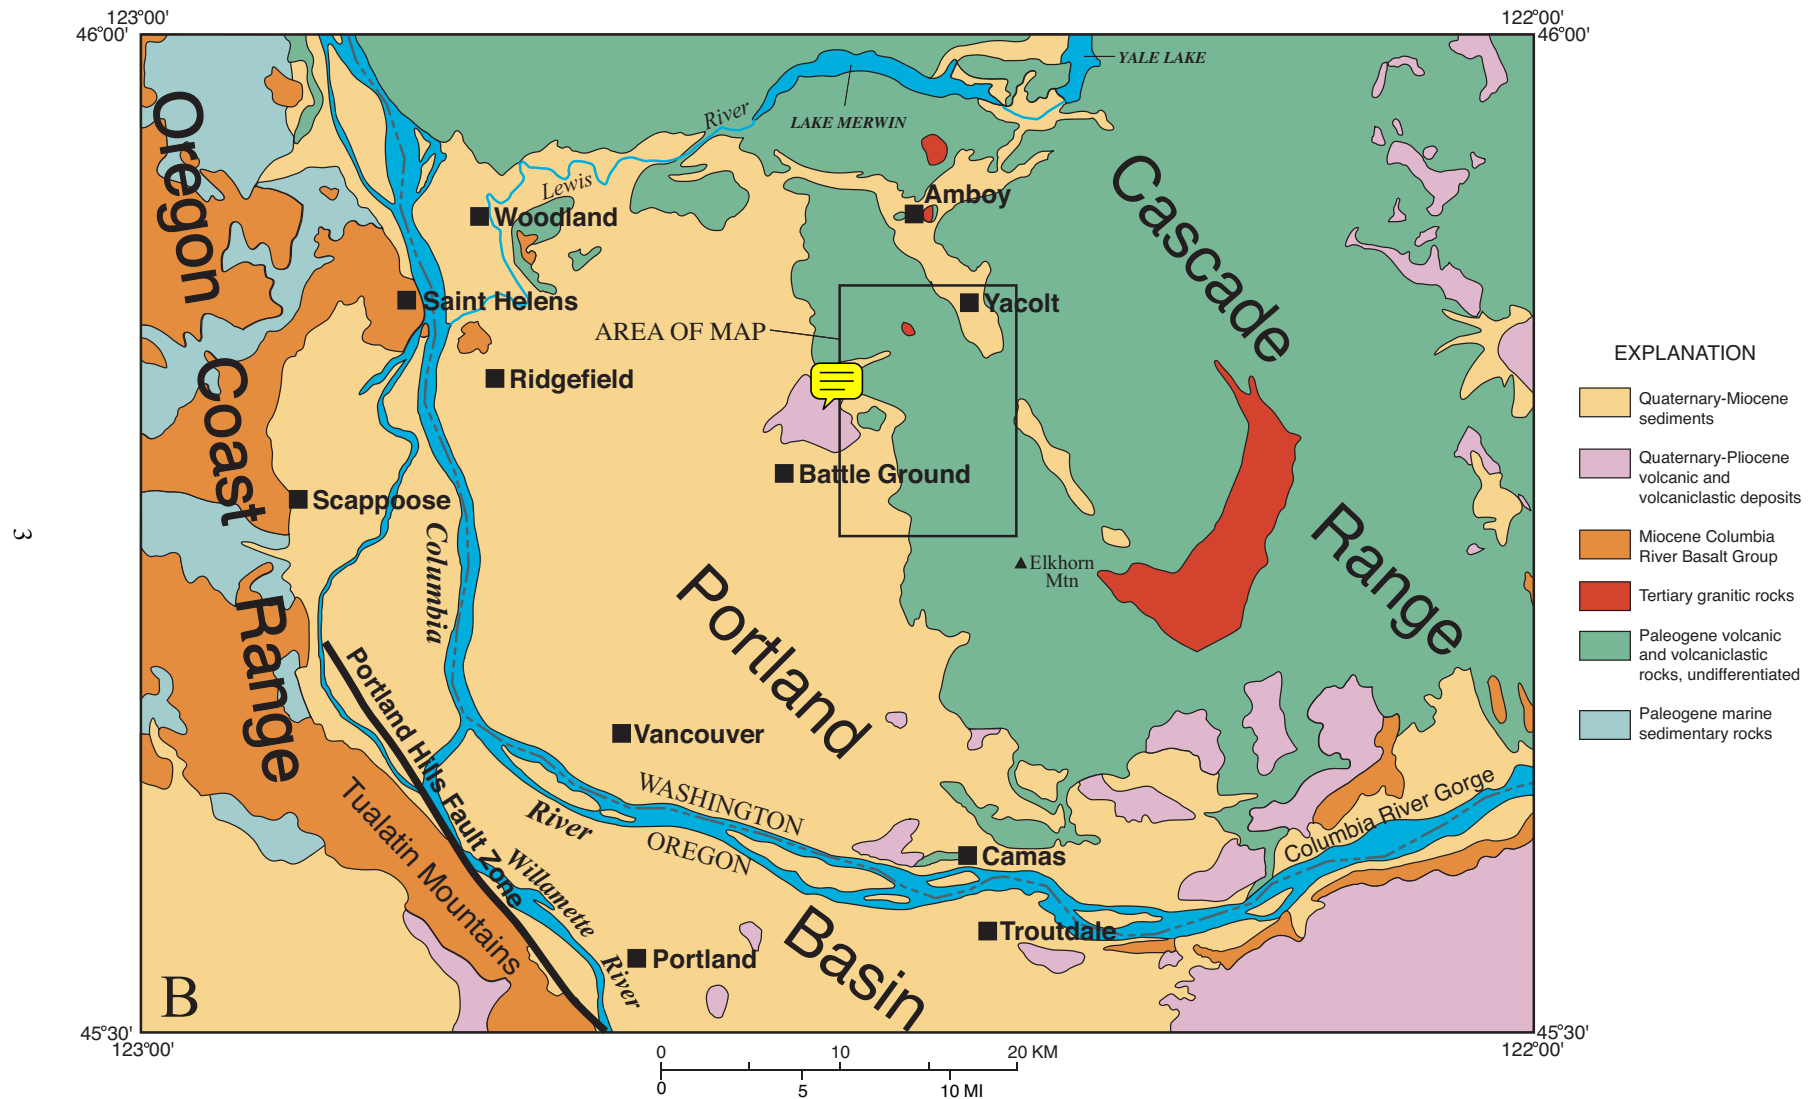 123°00'
122°00'
46°00'
46°00'
YALE LAKE
River
LAKE MERWIN
Lewis
Amboy
Woodland
Oregon
Coast
Range
Cascade
Range
Saint Helens
Yacolt
AREA OF MAP
Ridgefield
Battle Ground
Scappoose
Columbia
River
Elkhorn
Mtn
Portland
Basin
Portland Hills Fault Zone
Vancouver
WASHINGTON
OREGON
Tualatin Mountains
Willamette
River
Camas
Columbia River Gorge
Troutdale
Portland
B
3
EXPLANATION
Quaternary-Miocene
sediments
Quaternary-Pliocene
volcanic and
volcaniclastic deposits
Miocene Columbia
River Basalt Group
Tertiary granitic rocks
Paleogene volcanic
and volcaniclastic
rocks, undifferentiated
Paleogene marine
sedimentary rocks
45°30'
45°30'
123°00'
122°00'
0 10 20 KM
0 5 10 MI